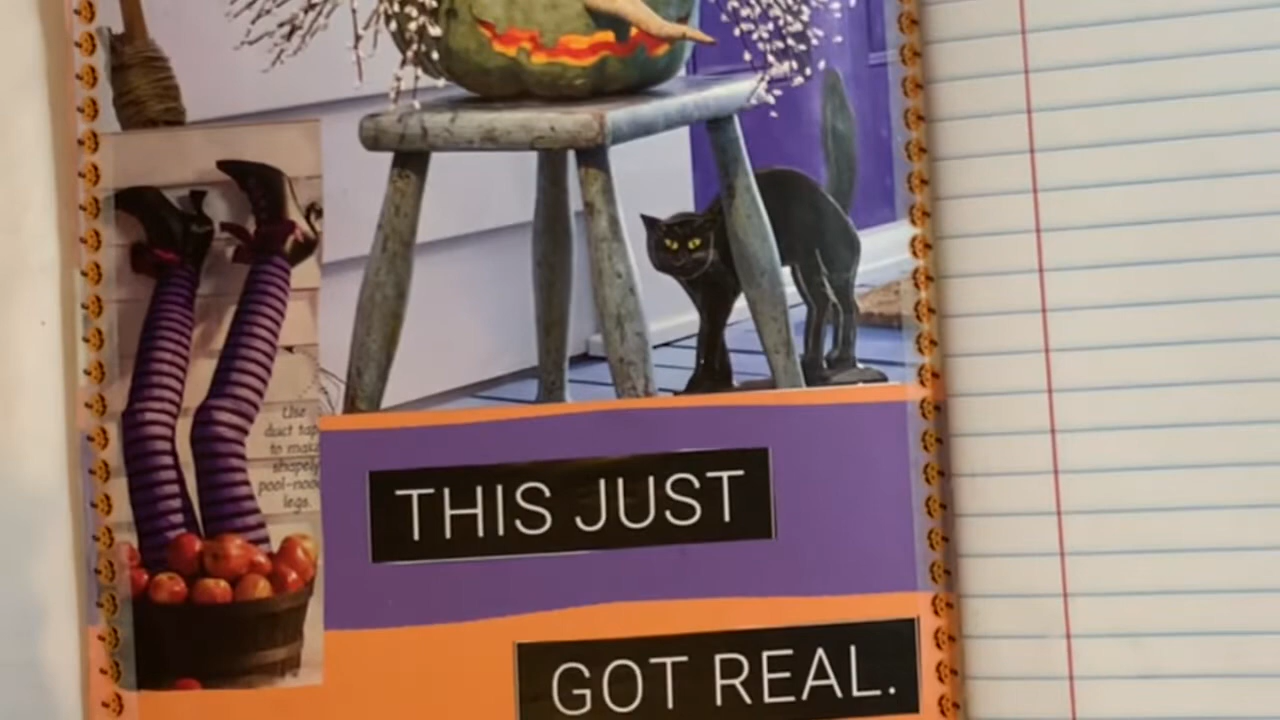 Use
duct tap
to mak
shapely
pool-noo
legs.
THIS JUST
GOT REAL.